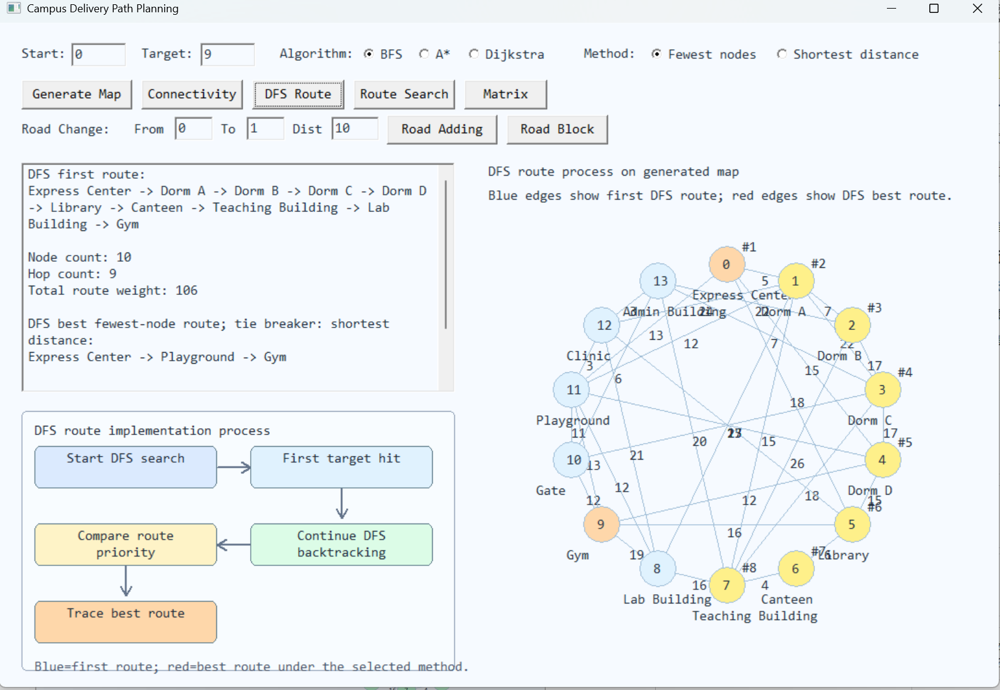 Campus Delivery Path Planning
Start: 0 Target: 9 Algorithm: BFS A* Dijkstra Method: Fewest nodes Shortest distance
Generate Map Connectivity DFS Route Route Search Matrix
Road Change: From 0 To 1 Dist 10 Road Adding Road Block
DFS first route:
Express Center -> Dorm A -> Dorm B -> Dorm C -> Dorm D
-> Library -> Canteen -> Teaching Building -> Lab
Building -> Gym
Node count: 10
Hop count: 9
Total route weight: 106
DFS best fewest-node route; tie breaker: shortest
distance:
Express Center -> Playground -> Gym
DFS route implementation process
Start DFS search
First target hit
Compare route
priority
Continue DFS
backtracking
Trace best route
Blue=first route; red=best route under the selected method.
DFS route process on generated map
Blue edges show first DFS route; red edges show DFS best route.
#1
0
#2
13
5
1
Express Cente
#3
Admin Building
Dorm A
7
12
2
13
12
7
22
Clinic
Dorm B
3
17
15
#4
6
11
3
18
Playground
Dorm C
11
17
20
15
#5
21
10
13
26
4
12
Gate
Dorm D
12
12
18
15
#6
9
16
5
Gym
19
Library
8
#8
6
16
7
4
Lab Building
Canteen
Teaching Building